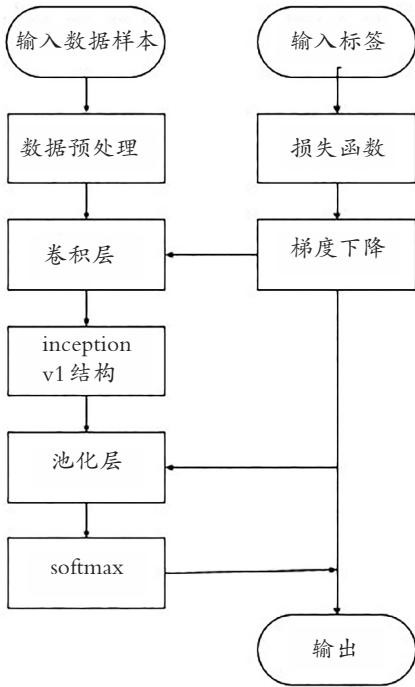 输入数据样本
输入标签
数据预处理
损失函数
卷积层
梯度下降
inception
v1结构
池化层
softmax
输出